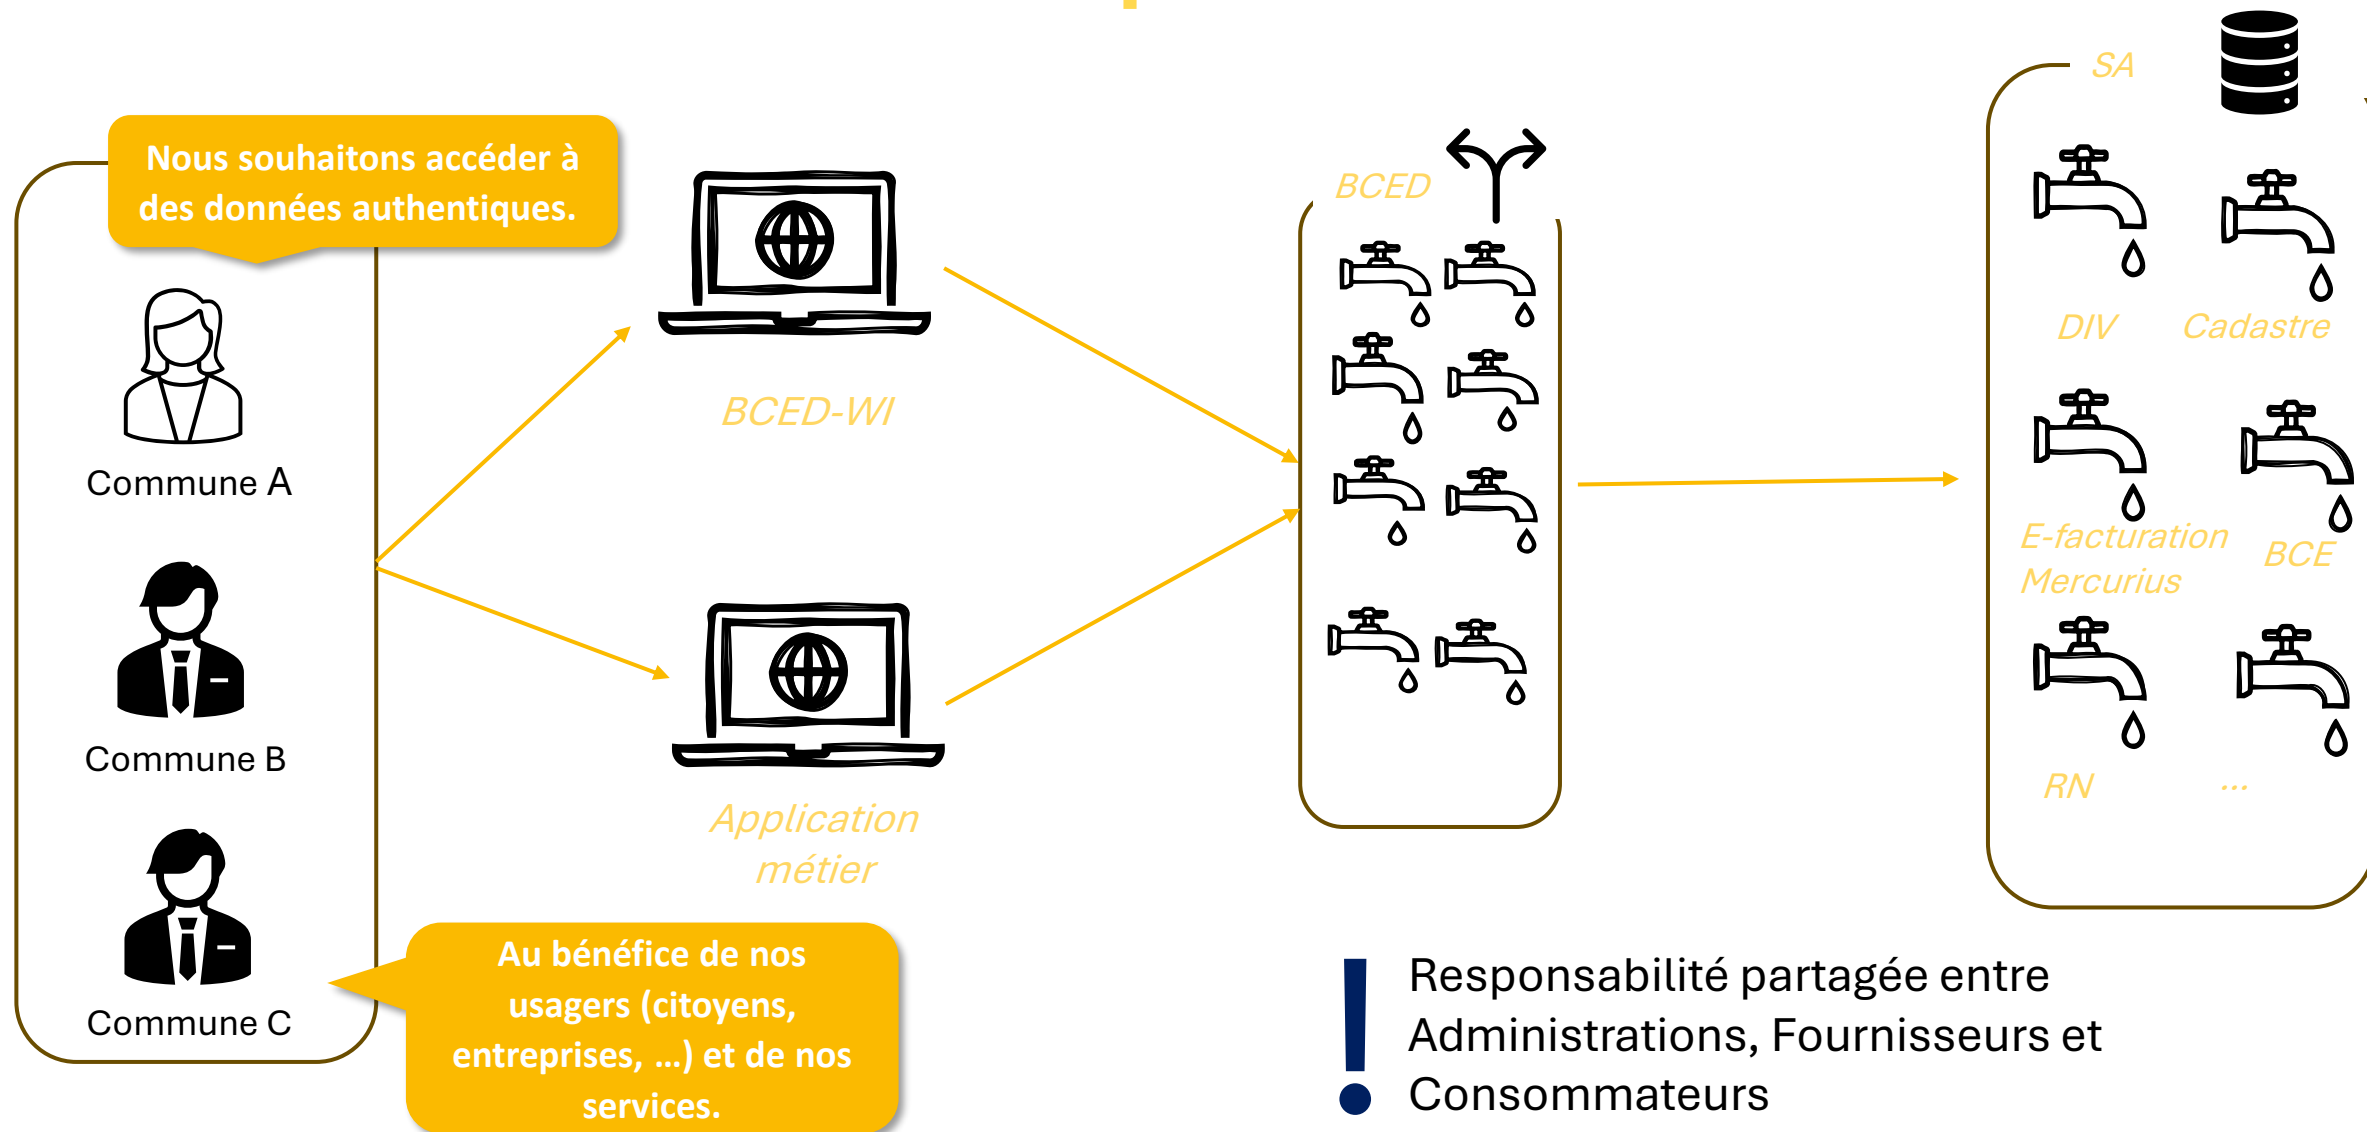 Nous souhaitons accéder à
des données authentiques.
Commune A
Commune B
Commune C
BCED-WI
Application
métier
Au bénéfice de nos
usagers (citoyens,
entreprises, ...) et de nos
services.
BCED
SA
DIV
Cadastre
E-facturation
Mercurius
BCE
RN
...
!
Responsabilité partagée entre
Administrations, Fournisseurs et
Consommateurs